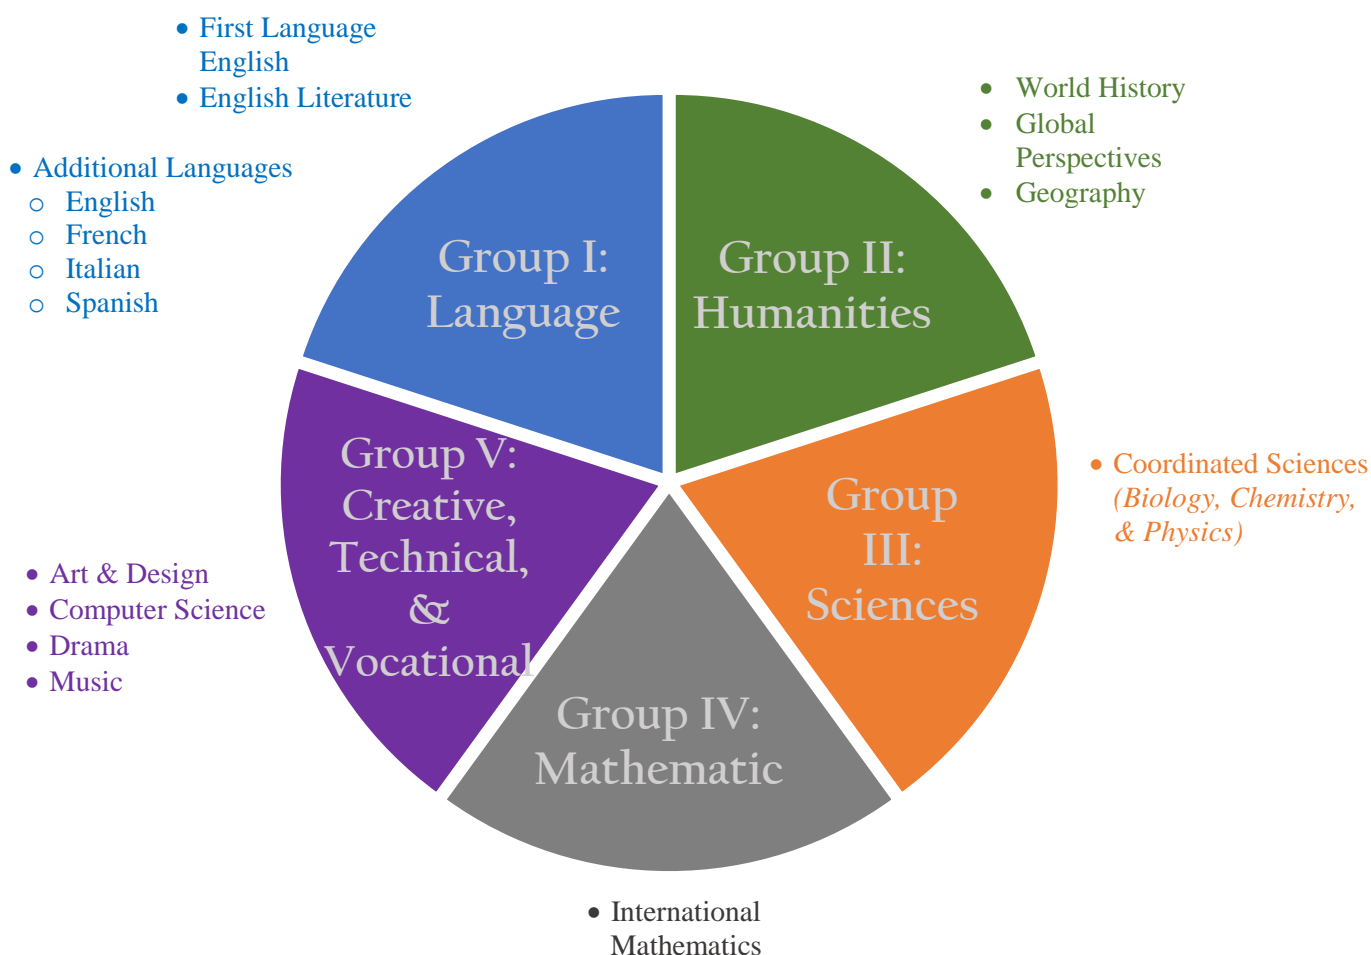 • First Language
English
• English Literature
• World History
• Global
Perspectives
• Geography
• Additional Languages
o English
o French
o Italian
o Spanish
Group I:
Language
Group II:
Humanities
Group V:
Creative,
Technical,
&
Vocational
Group
III:
Sciences
• Coordinated Sciences
(Biology, Chemistry,
& Physics)
• Art & Design
• Computer Science
• Drama
• Music
Group IV:
Mathematic
• International
Mathematics